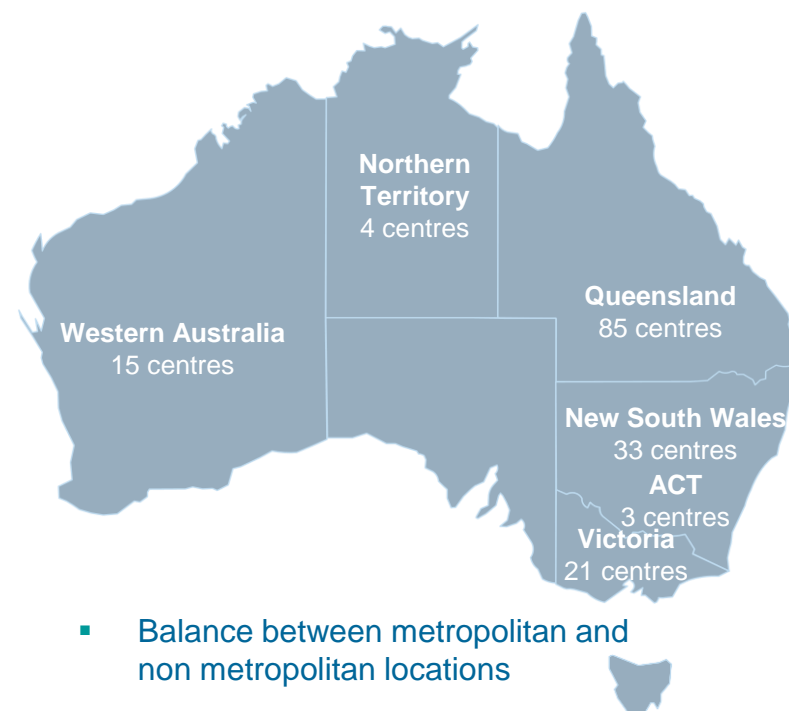 Northern
Territory
4 centres
Queensland
85 centres
Western Australia
15 centres
New South Wales
33 centres
ACT
3 centres
Victoria
21 centres
▪ Balance between metropolitan and
non metropolitan locations